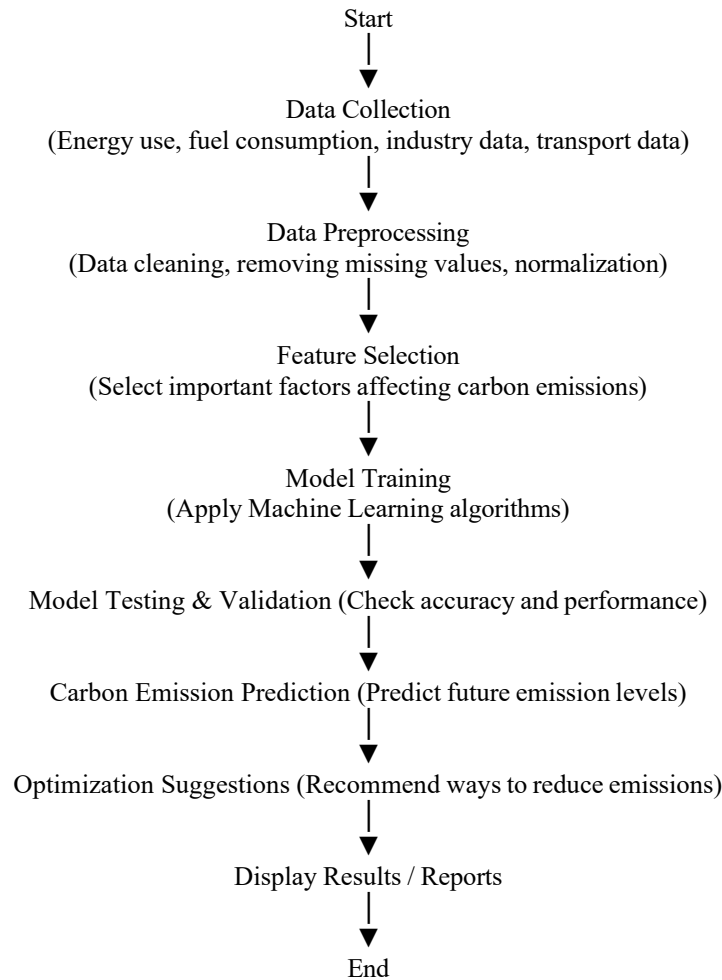 Start
Data Collection
(Energy use, fuel consumption, industry data, transport data)
Data Preprocessing
(Data cleaning, removing missing values, normalization)
Feature Selection
(Select important factors affecting carbon emissions)
Model Training
(Apply Machine Learning algorithms)
Model Testing & Validation (Check accuracy and performance)
Carbon Emission Prediction (Predict future emission levels)
Optimization Suggestions (Recommend ways to reduce emissions)
Display Results / Reports
End